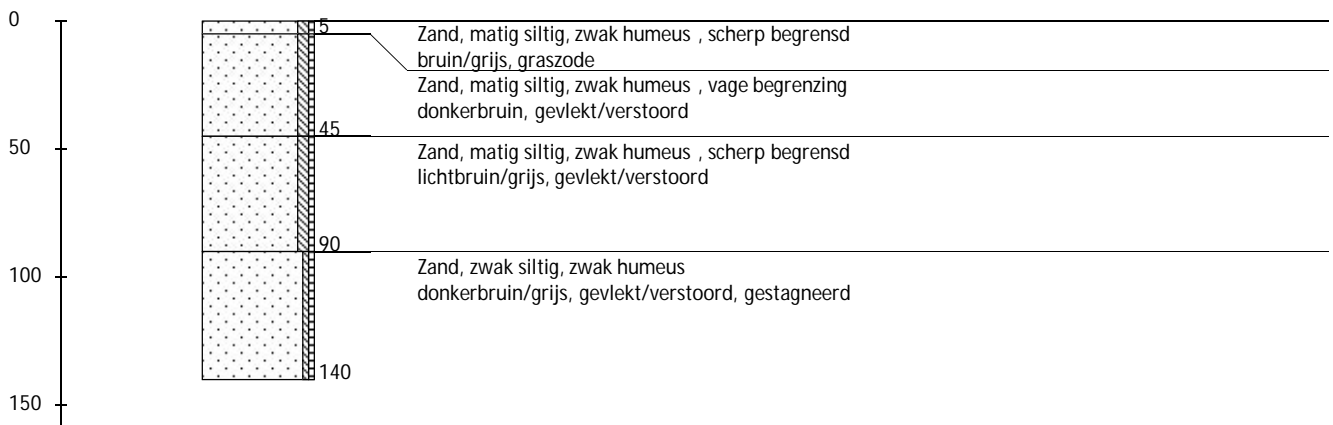 0
5
Zand, matig siltig, zwak humeus , scherp begrensd
bruin/grijs, graszode
Zand, matig siltig, zwak humeus , vage begrenzing
donkerbruin, gevlekt/verstoord
45
50
Zand, matig siltig, zwak humeus , scherp begrensd
lichtbruin/grijs, gevlekt/verstoord
90
100
Zand, zwak siltig, zwak humeus
donkerbruin/grijs, gevlekt/verstoord, gestagneerd
140
150